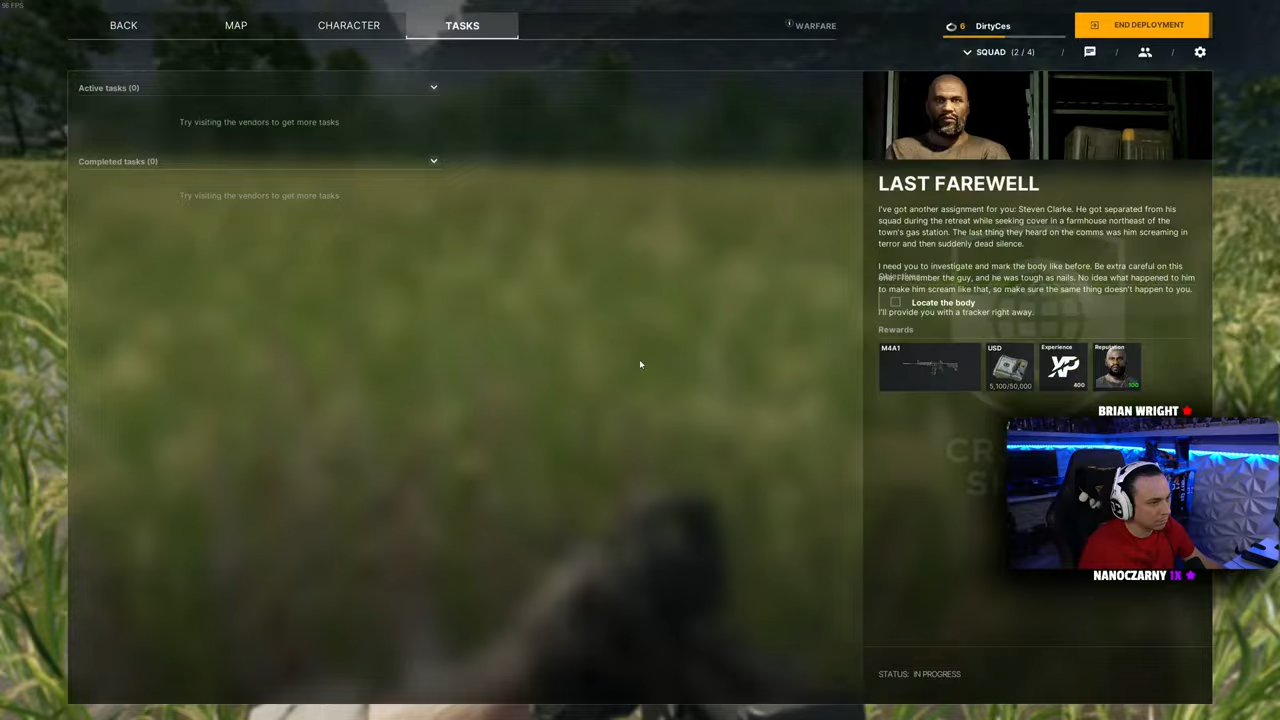 56 FPS
BACK
MAP
CHARACTER
TASKS
WARFARE
6 DirtyCes
END DEPLOYMENT
SQUAD (2 / 4)
/
/
/
Active tasks (0)
Try visiting the vendors to get more tasks
Completed tasks (0)
Try visiting the vendors to get more tasks
LAST FAREWELL
I've got another assignment for you: Steven Clarke. He got separated from his
squad during the retreat while seeking cover in a farmhouse northeast of the
town's gas station. The last thing they heard on the comms was him screaming in
terror and then suddenly dead silence.
I need you to investigate and mark the body like before. Be extra careful on this
Objectives
remember the guy, and he was tough as nails. No idea what happened to him
to make him scream like that, so make sure the same thing doesn't happen to you.
Locate the body
I'll provide you with a tracker right away.
Rewards
M4A1
USD
5,100/50,000
Experience
XP
400
Reputation
100
BRIAN WRIGHT
CR
S
NANOCZARNY 1X
STATUS: IN PROGRESS